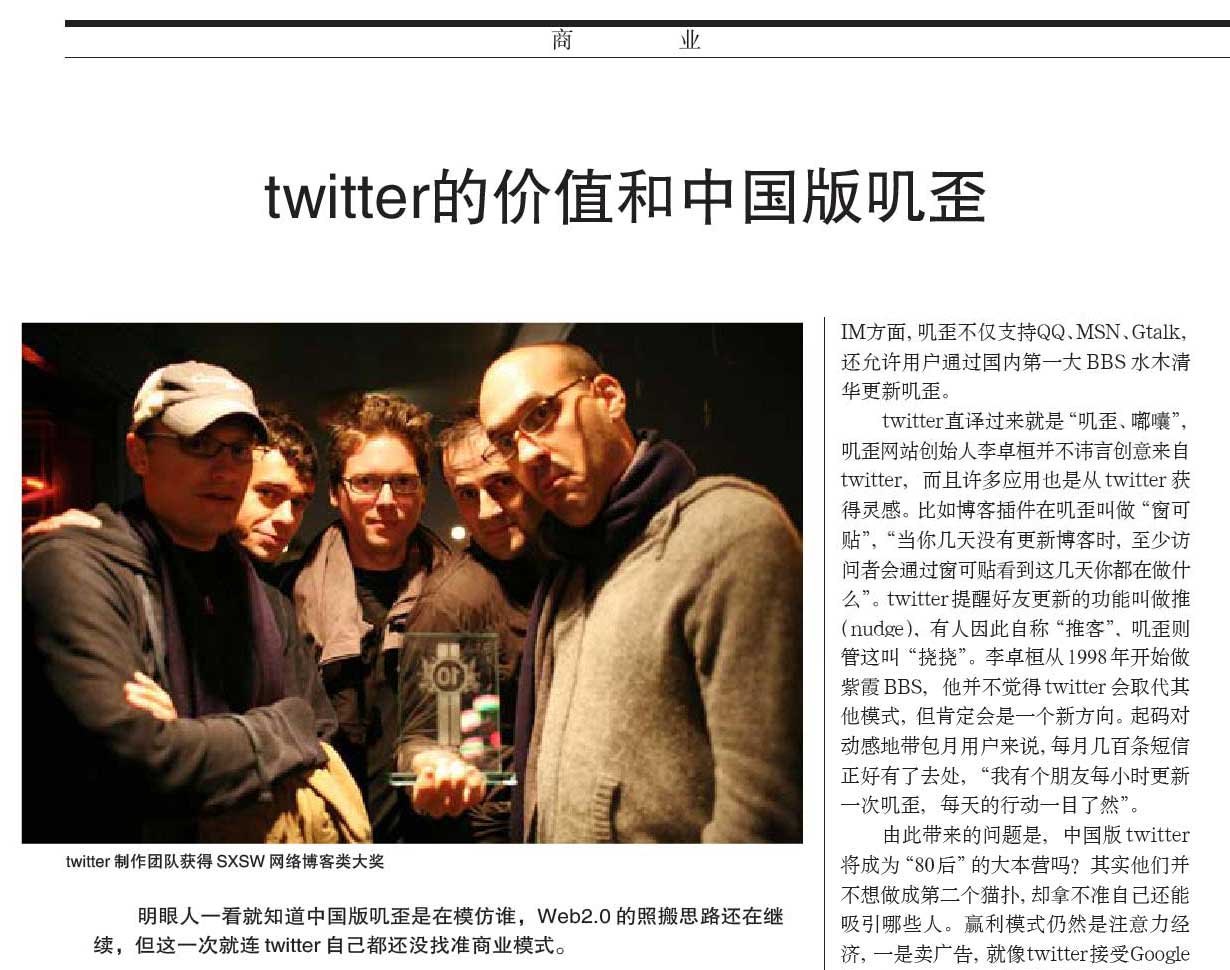 商 业
twitter的价值和中国版叽歪
twitter 制作团队获得 SXSW 网络博客类大奖
明眼人一看就知道中国版叽歪是在模仿谁，Web2.0 的照搬思路还在继
续，但这一次就连 twitter 自己都还没找准商业模式。
IM方面，叽歪不仅支持QQ、MSN、Gtalk，
还允许用户通过国内第一大 BBS 水木清
华更新叽歪。
twitter直译过来就是“叽歪、嘟囔”，
叽歪网站创始人李卓桓并不讳言创意来自
twitter，而且许多应用也是从 twitter 获
得灵感。比如博客插件在叽歪叫做“窗可
贴”，“当你几天没有更新博客时，至少访
问者会通过窗可贴看到这几天你都在做什
么”。twitter提醒好友更新的功能叫做推
(nudge)，有人因此自称“推客”，叽歪则
管这叫“挠挠”。李卓桓从1998年开始做
紫霞 BBS，他并不觉得 twitter 会取代其
他模式，但肯定会是一个新方向。起码对
动感地带包月用户来说，每月几百条短信
正好有了去处，“我有个朋友每小时更新
一次叽歪，每天的行动一目了然”。
由此带来的问题是，中国版 twitter
将成为“80后”的大本营吗？其实他们并
不想做成第二个猫扑，却拿不准自己还能
吸引哪些人。赢利模式仍然是注意力经
济，一是卖广告，就像twitter接受Google
10